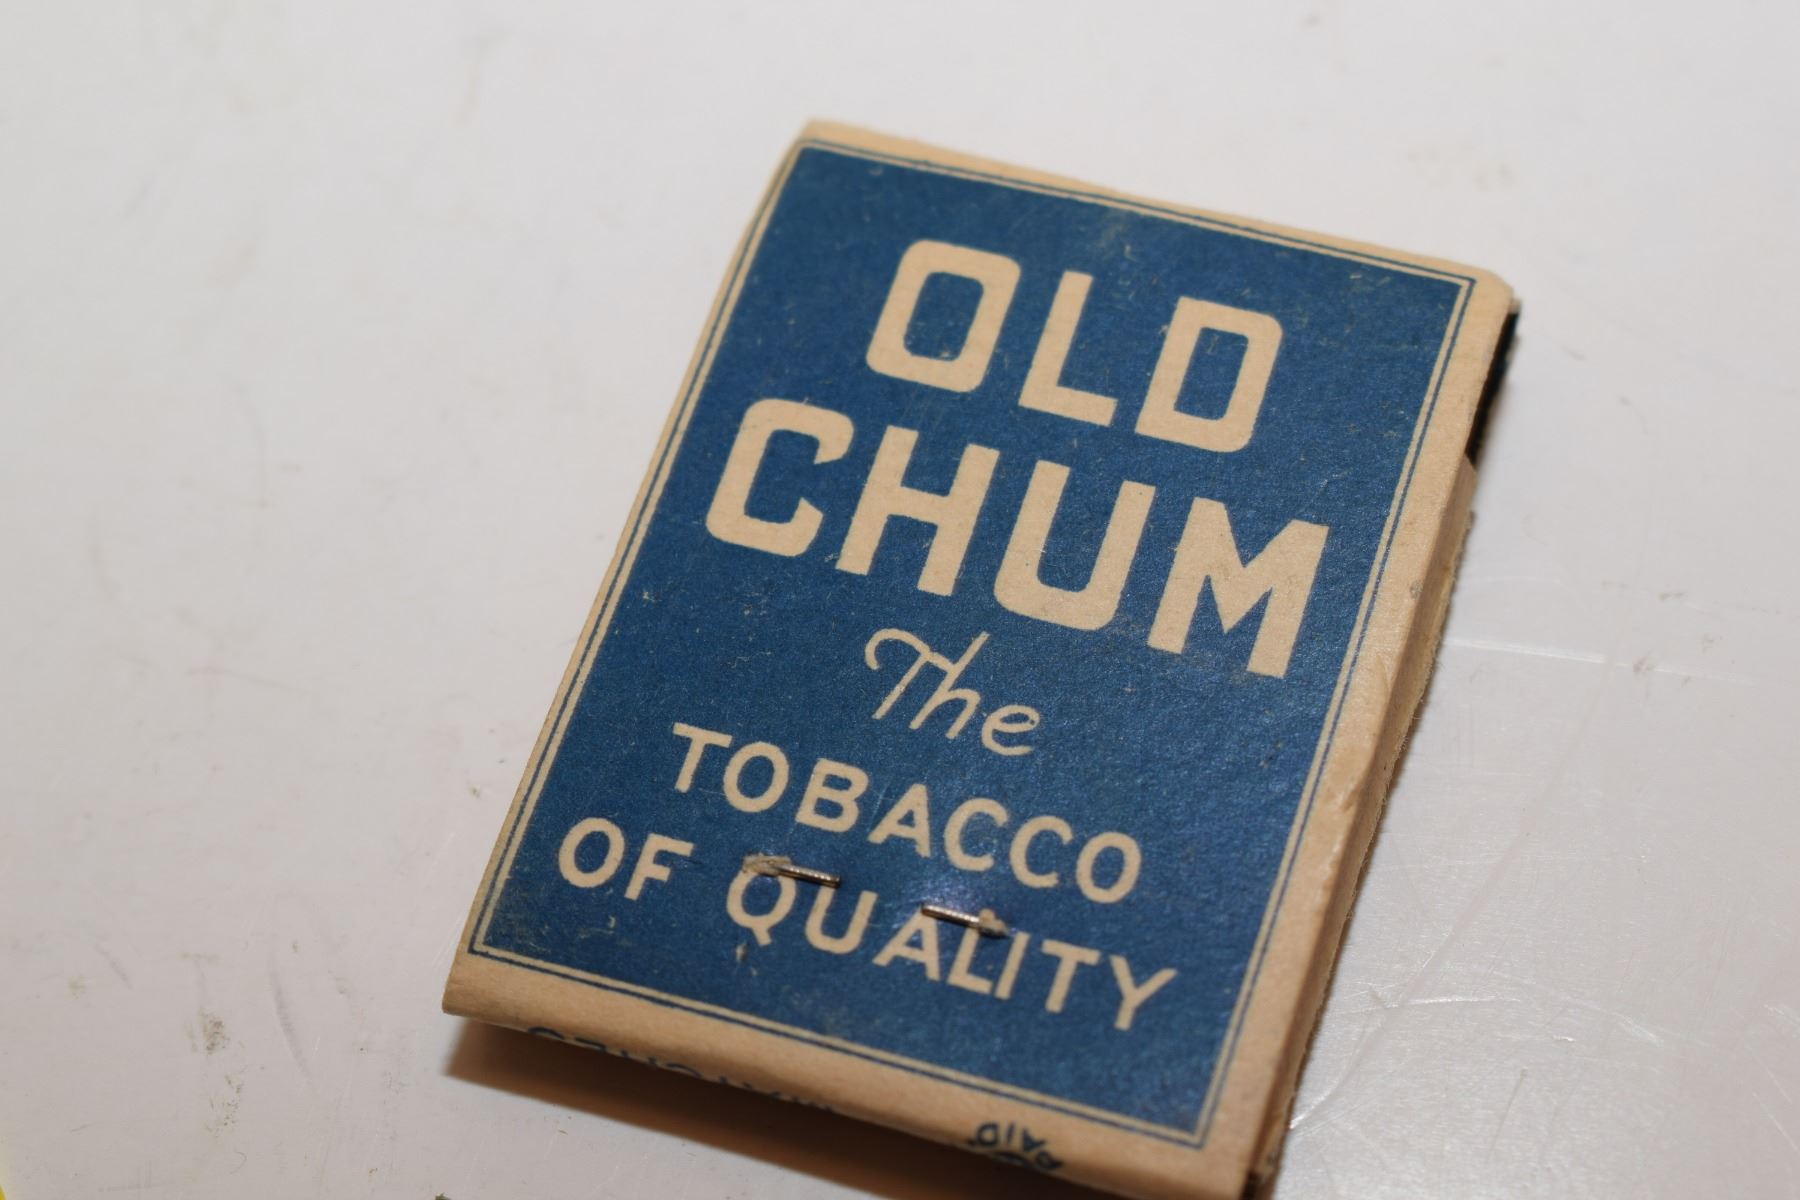 OLD
CHUM
The
TOBACCO
OF QUALITY